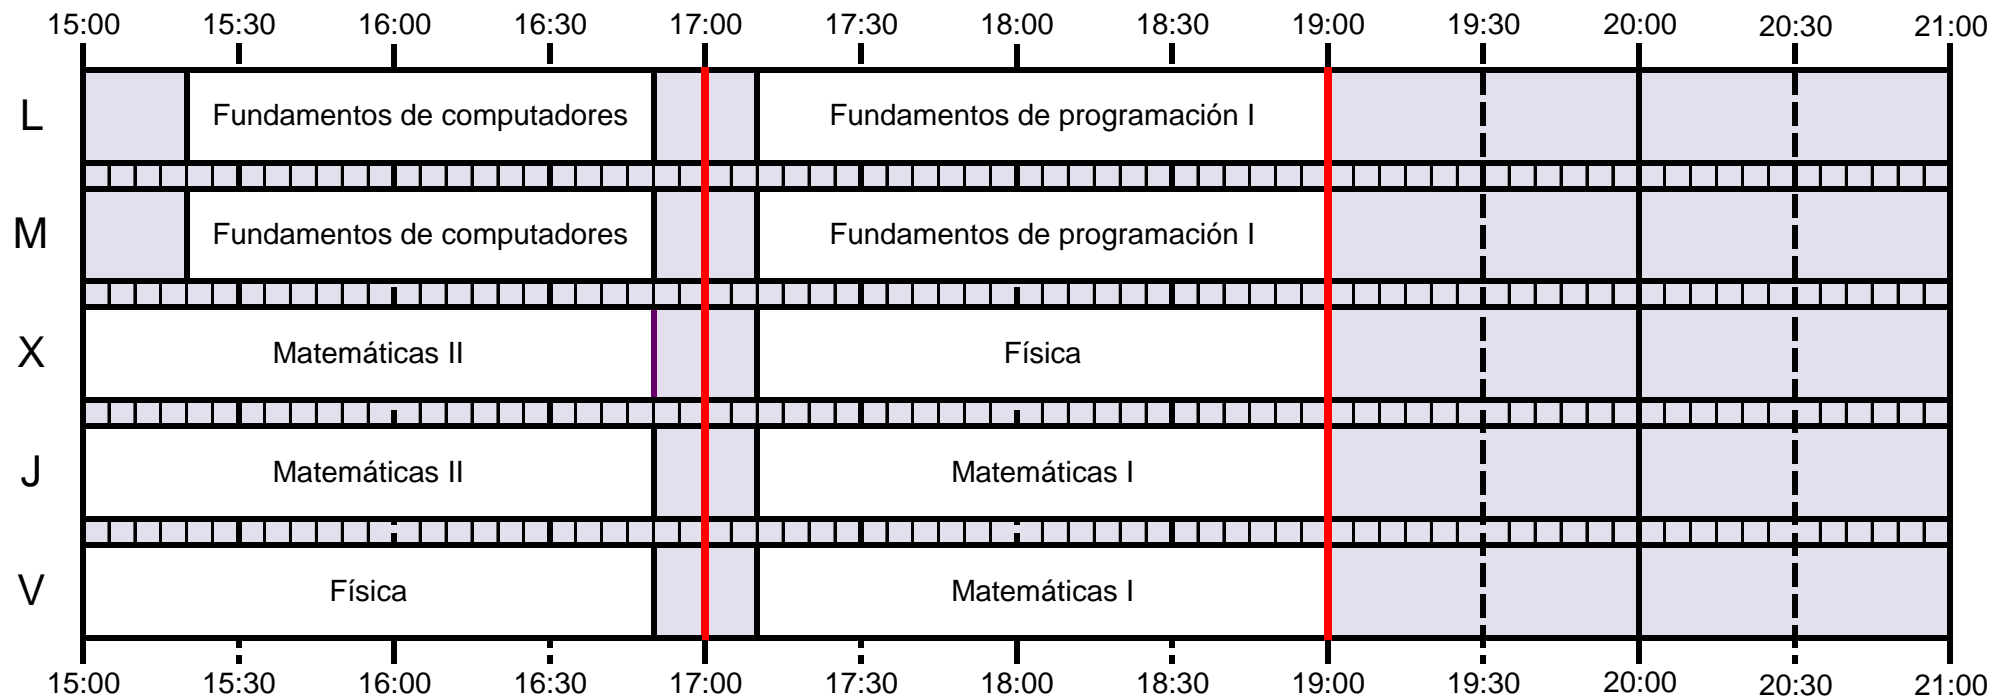 15:00 15:30 16:00 16:30 17:00 17:30 18:00 18:30 19:00 19:30 20:00 20:30 21:00
L Fundamentos de computadores Fundamentos de programación I
M Fundamentos de computadores Fundamentos de programación I
X Matemáticas II Física
J Matemáticas II Matemáticas I
V Física Matemáticas I
15:00 15:30 16:00 16:30 17:00 17:30 18:00 18:30 19:00 19:30 20:00 20:30 21:00